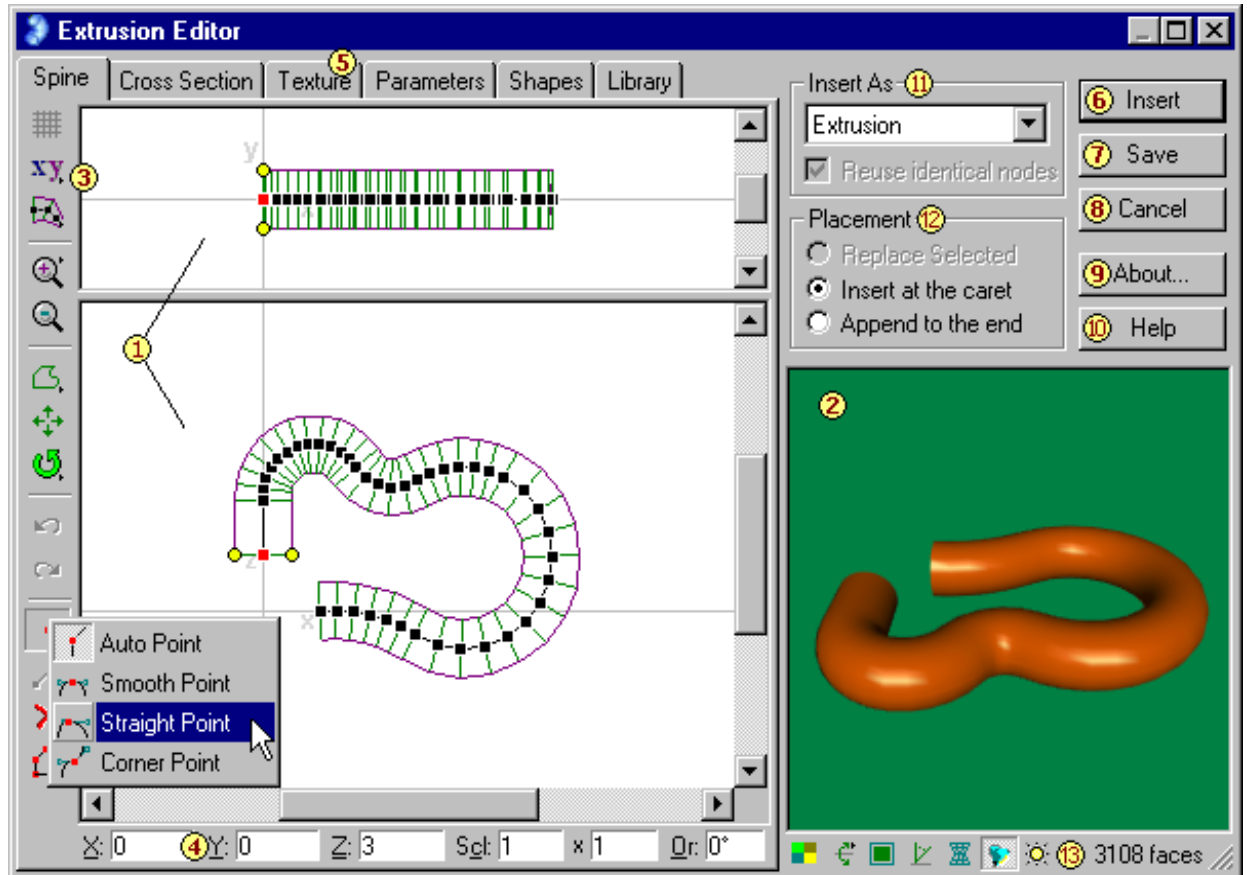 Extrusion Editor
Spine Cross Section Texture 5 Parameters Shapes Library
xy 3
y
x
1
z
x
Auto Point
Smooth Point
Straight Point
Corner Point
X: 0 4 Y: 0 Z: 3 Scl: 1 x 1 Or: 0°
Insert As 11
Extrusion
Reuse identical nodes
Placement 12
Replace Selected
Insert at the caret
Append to the end
6 Insert
7 Save
8 Cancel
9 About...
10 Help
2
13 3108 faces